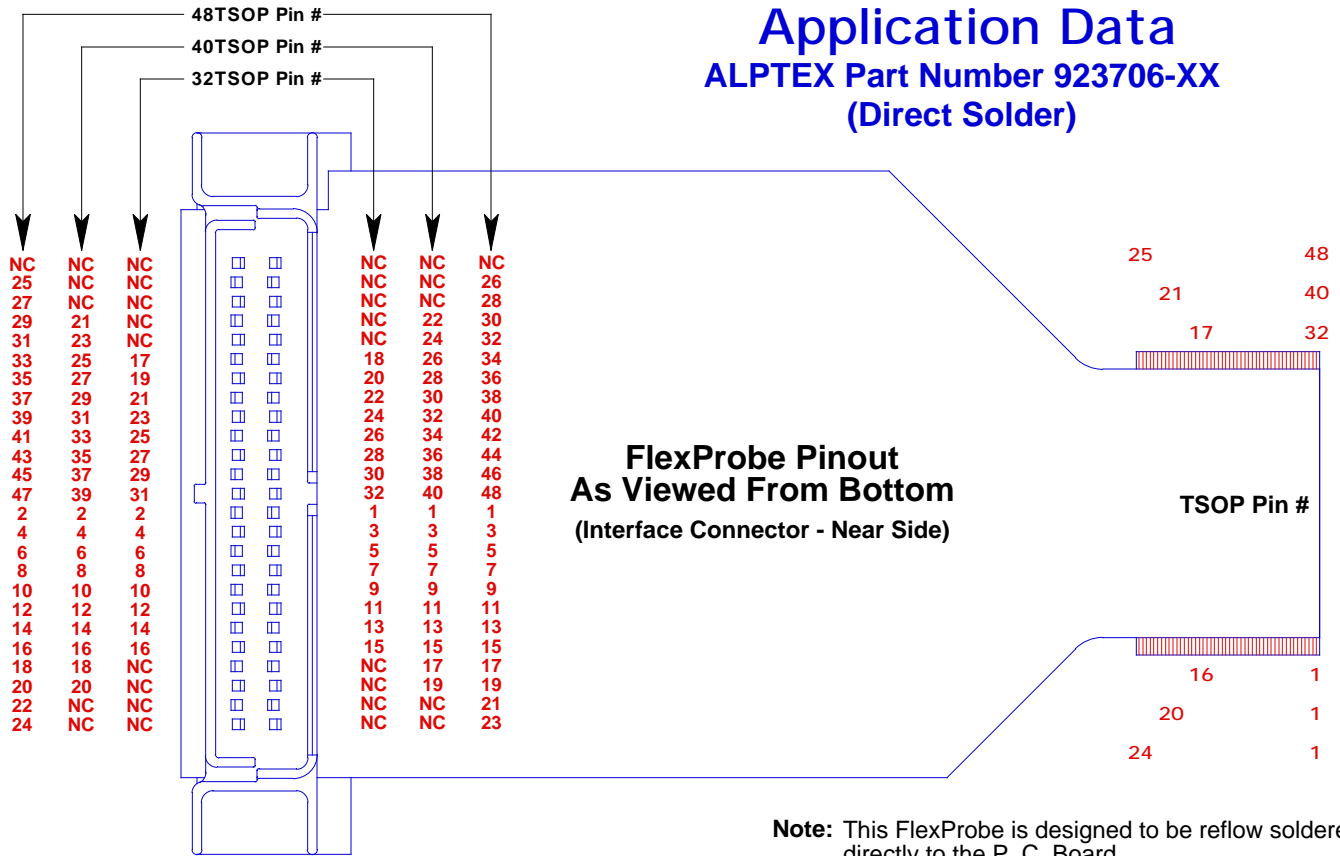 48TSOP Pin #
40TSOP Pin #
32TSOP Pin #
Application Data
ALPTEX Part Number 923706-XX
(Direct Solder)
NC NC NC NC NC NC
25 NC NC NC NC 26
27 NC NC NC NC 28
29 21 NC NC 22 30
31 23 NC NC 24 32
33 25 17 18 26 34
35 27 19 20 28 36
37 29 21 22 30 38
39 31 23 24 32 40
41 33 25 26 34 42
43 35 27 28 36 44
45 37 29 30 38 46
47 39 31 32 40 48
2 2 2 1 1 1
4 4 4 3 3 3
6 6 6 5 5 5
8 8 8 7 7 7
10 10 10 9 9 9
12 12 12 11 11 11
14 14 14 13 13 13
16 16 16 15 15 15
18 18 NC NC 17 17
20 20 NC NC 19 19
22 NC NC NC NC 21
24 NC NC NC NC 23
FlexProbe Pinout
As Viewed From Bottom
(Interface Connector - Near Side)
25 48
21 40
17 32
TSOP Pin #
16 1
20 1
24 1
Note: This FlexProbe is designed to be reflow soldere
directly to the P. C. Board